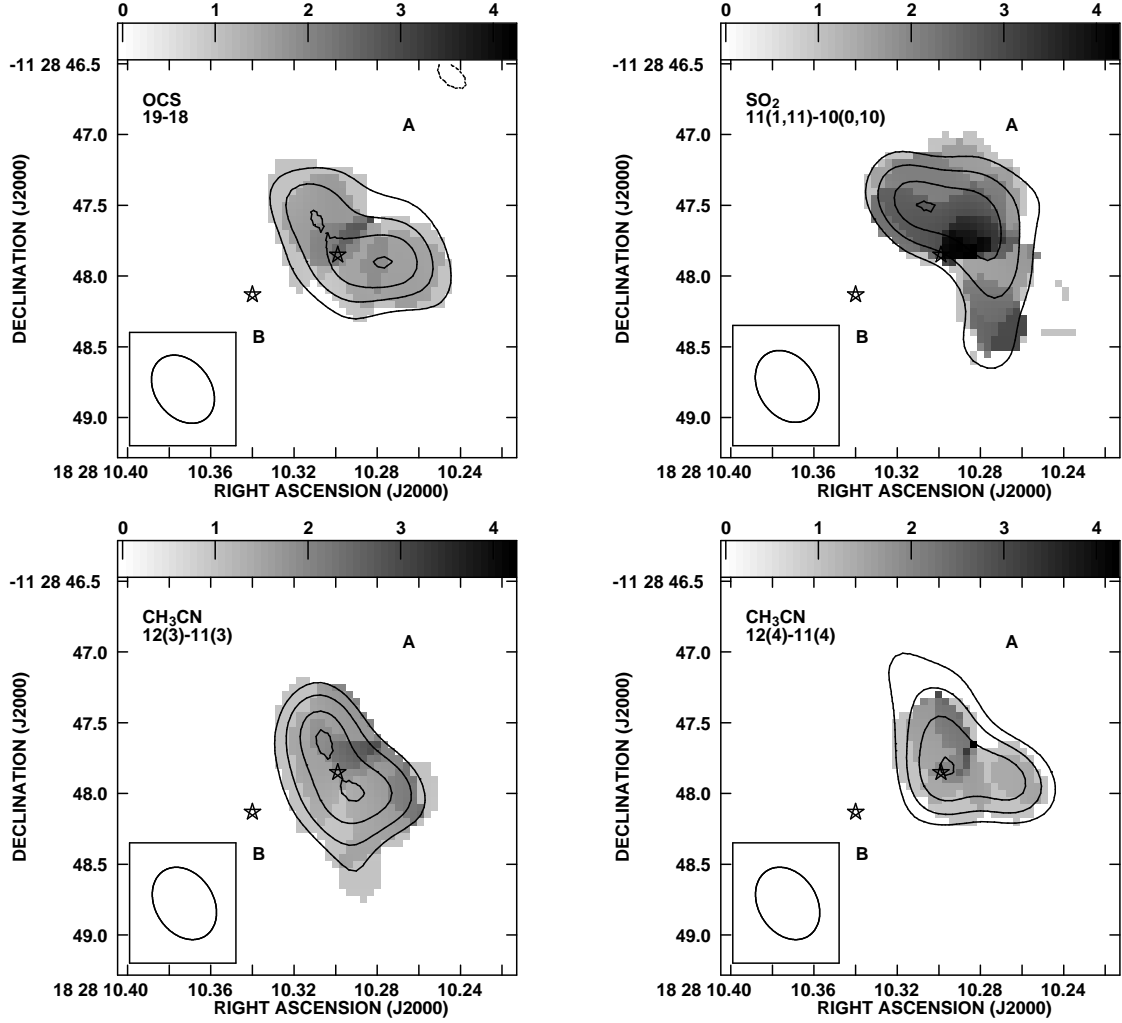 0 1 2 3 4
-11 28 46.5
47.0
47.5
48.0
48.5
49.0
DECLINATION (J2000)
OCS
19-18
A
B
18 28 10.40 10.36 10.32 10.28 10.24
RIGHT ASCENSION (J2000)
0 1 2 3 4
-11 28 46.5
47.0
47.5
48.0
48.5
49.0
DECLINATION (J2000)
SO2
11(1,11)-10(0,10)
A
B
18 28 10.40 10.36 10.32 10.28 10.24
RIGHT ASCENSION (J2000)
0 1 2 3 4
-11 28 46.5
47.0
47.5
48.0
48.5
49.0
DECLINATION (J2000)
CH3CN
12(3)-11(3)
A
B
18 28 10.40 10.36 10.32 10.28 10.24
RIGHT ASCENSION (J2000)
0 1 2 3 4
-11 28 46.5
47.0
47.5
48.0
48.5
49.0
DECLINATION (J2000)
CH3CN
12(4)-11(4)
A
B
18 28 10.40 10.36 10.32 10.28 10.24
RIGHT ASCENSION (J2000)